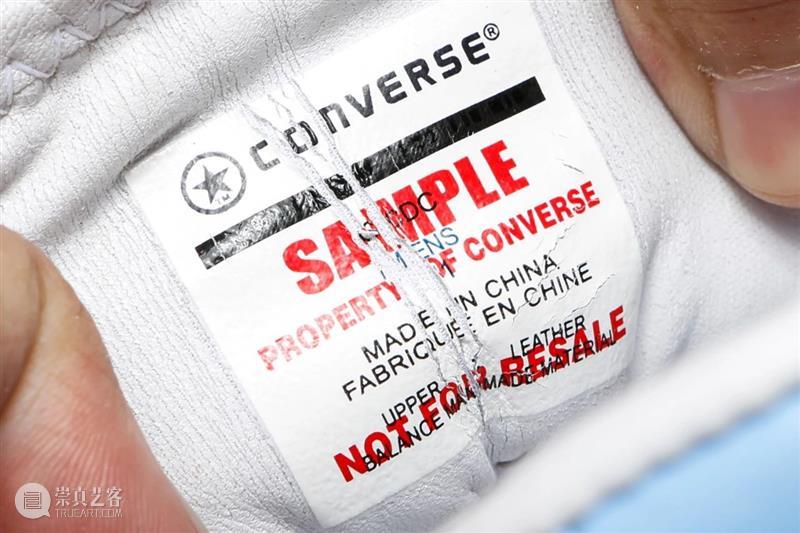 CONVERSE®
SAMPLE
MENS
PROPERTY OF CONVERSE
MADE IN CHINA
FABRIQUE EN CHINE
UPPER LEATHER
BALANCE MAN MADE MATERIAL
NOT FOR RESALE
崇真艺客
WWW.TRUEART.COM